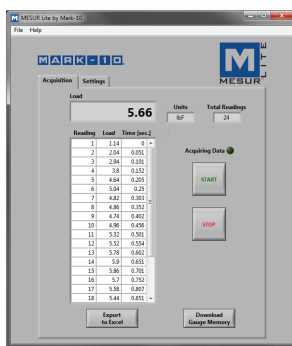 MESUR Lite by Mark-10
File Help
MARK-10
M
MESUR
LITE
Acquisition Settings
Load
5.66
Units
lbF
Total Readings
24
Reading Load Time (sec.)
1 1.14 0
2 2.04 0.051
3 2.94 0.101
4 3.8 0.152
5 4.64 0.205
6 5.04 0.25
7 4.82 0.303
8 4.86 0.352
9 4.74 0.402
10 4.96 0.456
11 5.32 0.501
12 5.52 0.554
13 5.78 0.602
14 5.9 0.651
15 5.86 0.701
16 5.7 0.752
17 5.58 0.807
18 5.44 0.851
Acquiring Data
START
STOP
Export
to Excel
Download
Gauge Memory